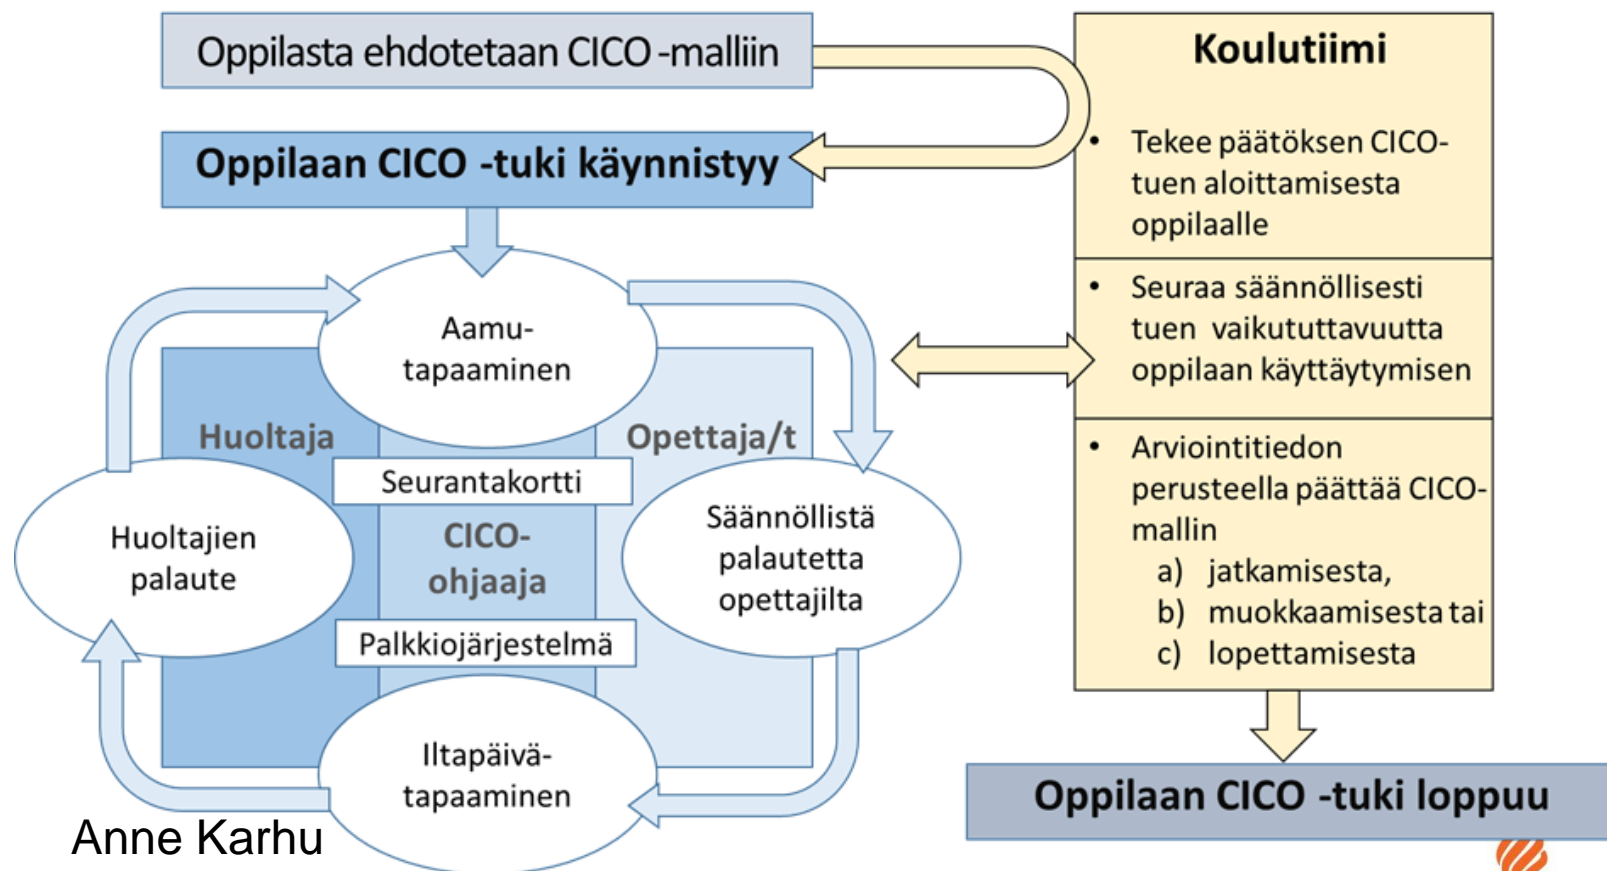 Oppilasta ehdotetaan CICO -malliin
Oppilaan CICO -tuki käynnistyy
Aamu-
tapaaminen
Huoltaja
Opettaja/t
Seurantakortti
Huoltajien
palaute
CICO-
ohjaaja
Säännöllistä
palautetta
opettajilta
Palkkiojärjestelmä
Iltapäivä-
tapaaminen
Anne Karhu
Koulutiimi
• Tekee päätöksen CICO-
tuen aloittamisesta
oppilaalle
• Seuraa säännöllisesti
tuen vaikututtavuutta
oppilaan käyttäytymisen
• Arviointitiedon
perusteella päättää CICO-
mallin
a) jatkamisesta,
b) muokkaamisesta tai
c) lopettamisesta
Oppilaan CICO -tuki loppuu